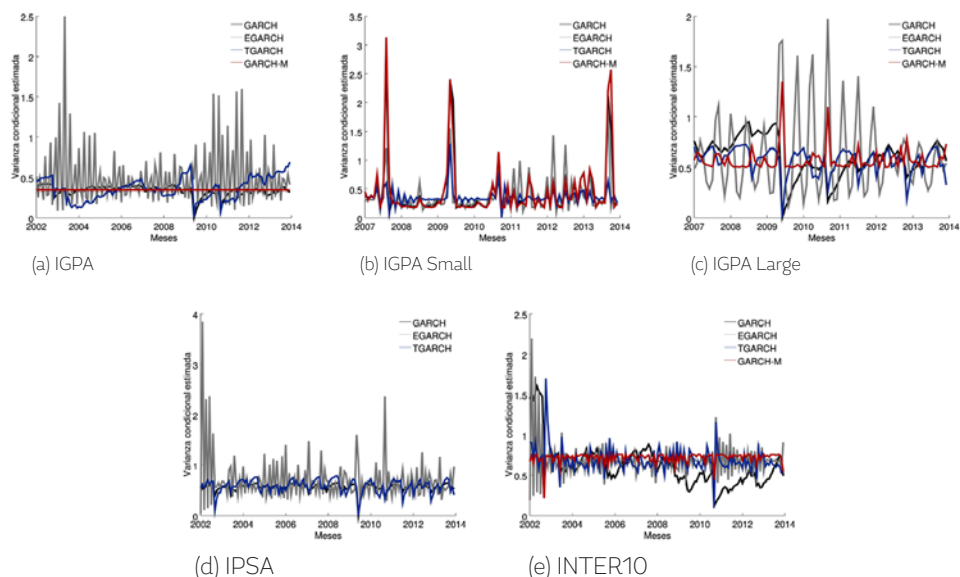 2.5
2
1.5
1
0.5
0
Varianza condicional estimada
GARCH
EGARCH
TGARCH
GARCH-M
2002 2004 2006 2008 2010 2012 2014
Meses
(a) IGPA
3.5
3
2.5
2
1.5
1
0.5
0
Varianza condicional estimada
GARCH
EGARCH
TGARCH
GARCH-M
2007 2008 2009 2010 2011 2012 2013 2014
Meses
(b) IGPA Small
2
1.5
1
0.5
0
Varianza condicional estimada
GARCH
EGARCH
TGARCH
GARCH-M
2007 2008 2009 2010 2011 2012 2013 2014
Meses
(c) IGPA Large
4
3
2
1
0
Varianza condicional estimada
GARCH
EGARCH
TGARCH
2002 2004 2006 2008 2010 2012 2014
Meses
(d) IPSA
2.5
2
1.5
1
0.5
0
Varianza condicional estimada
GARCH
EGARCH
TGARCH
GARCH-M
2002 2004 2006 2008 2010 2012 2014
Meses
(e) INTER10